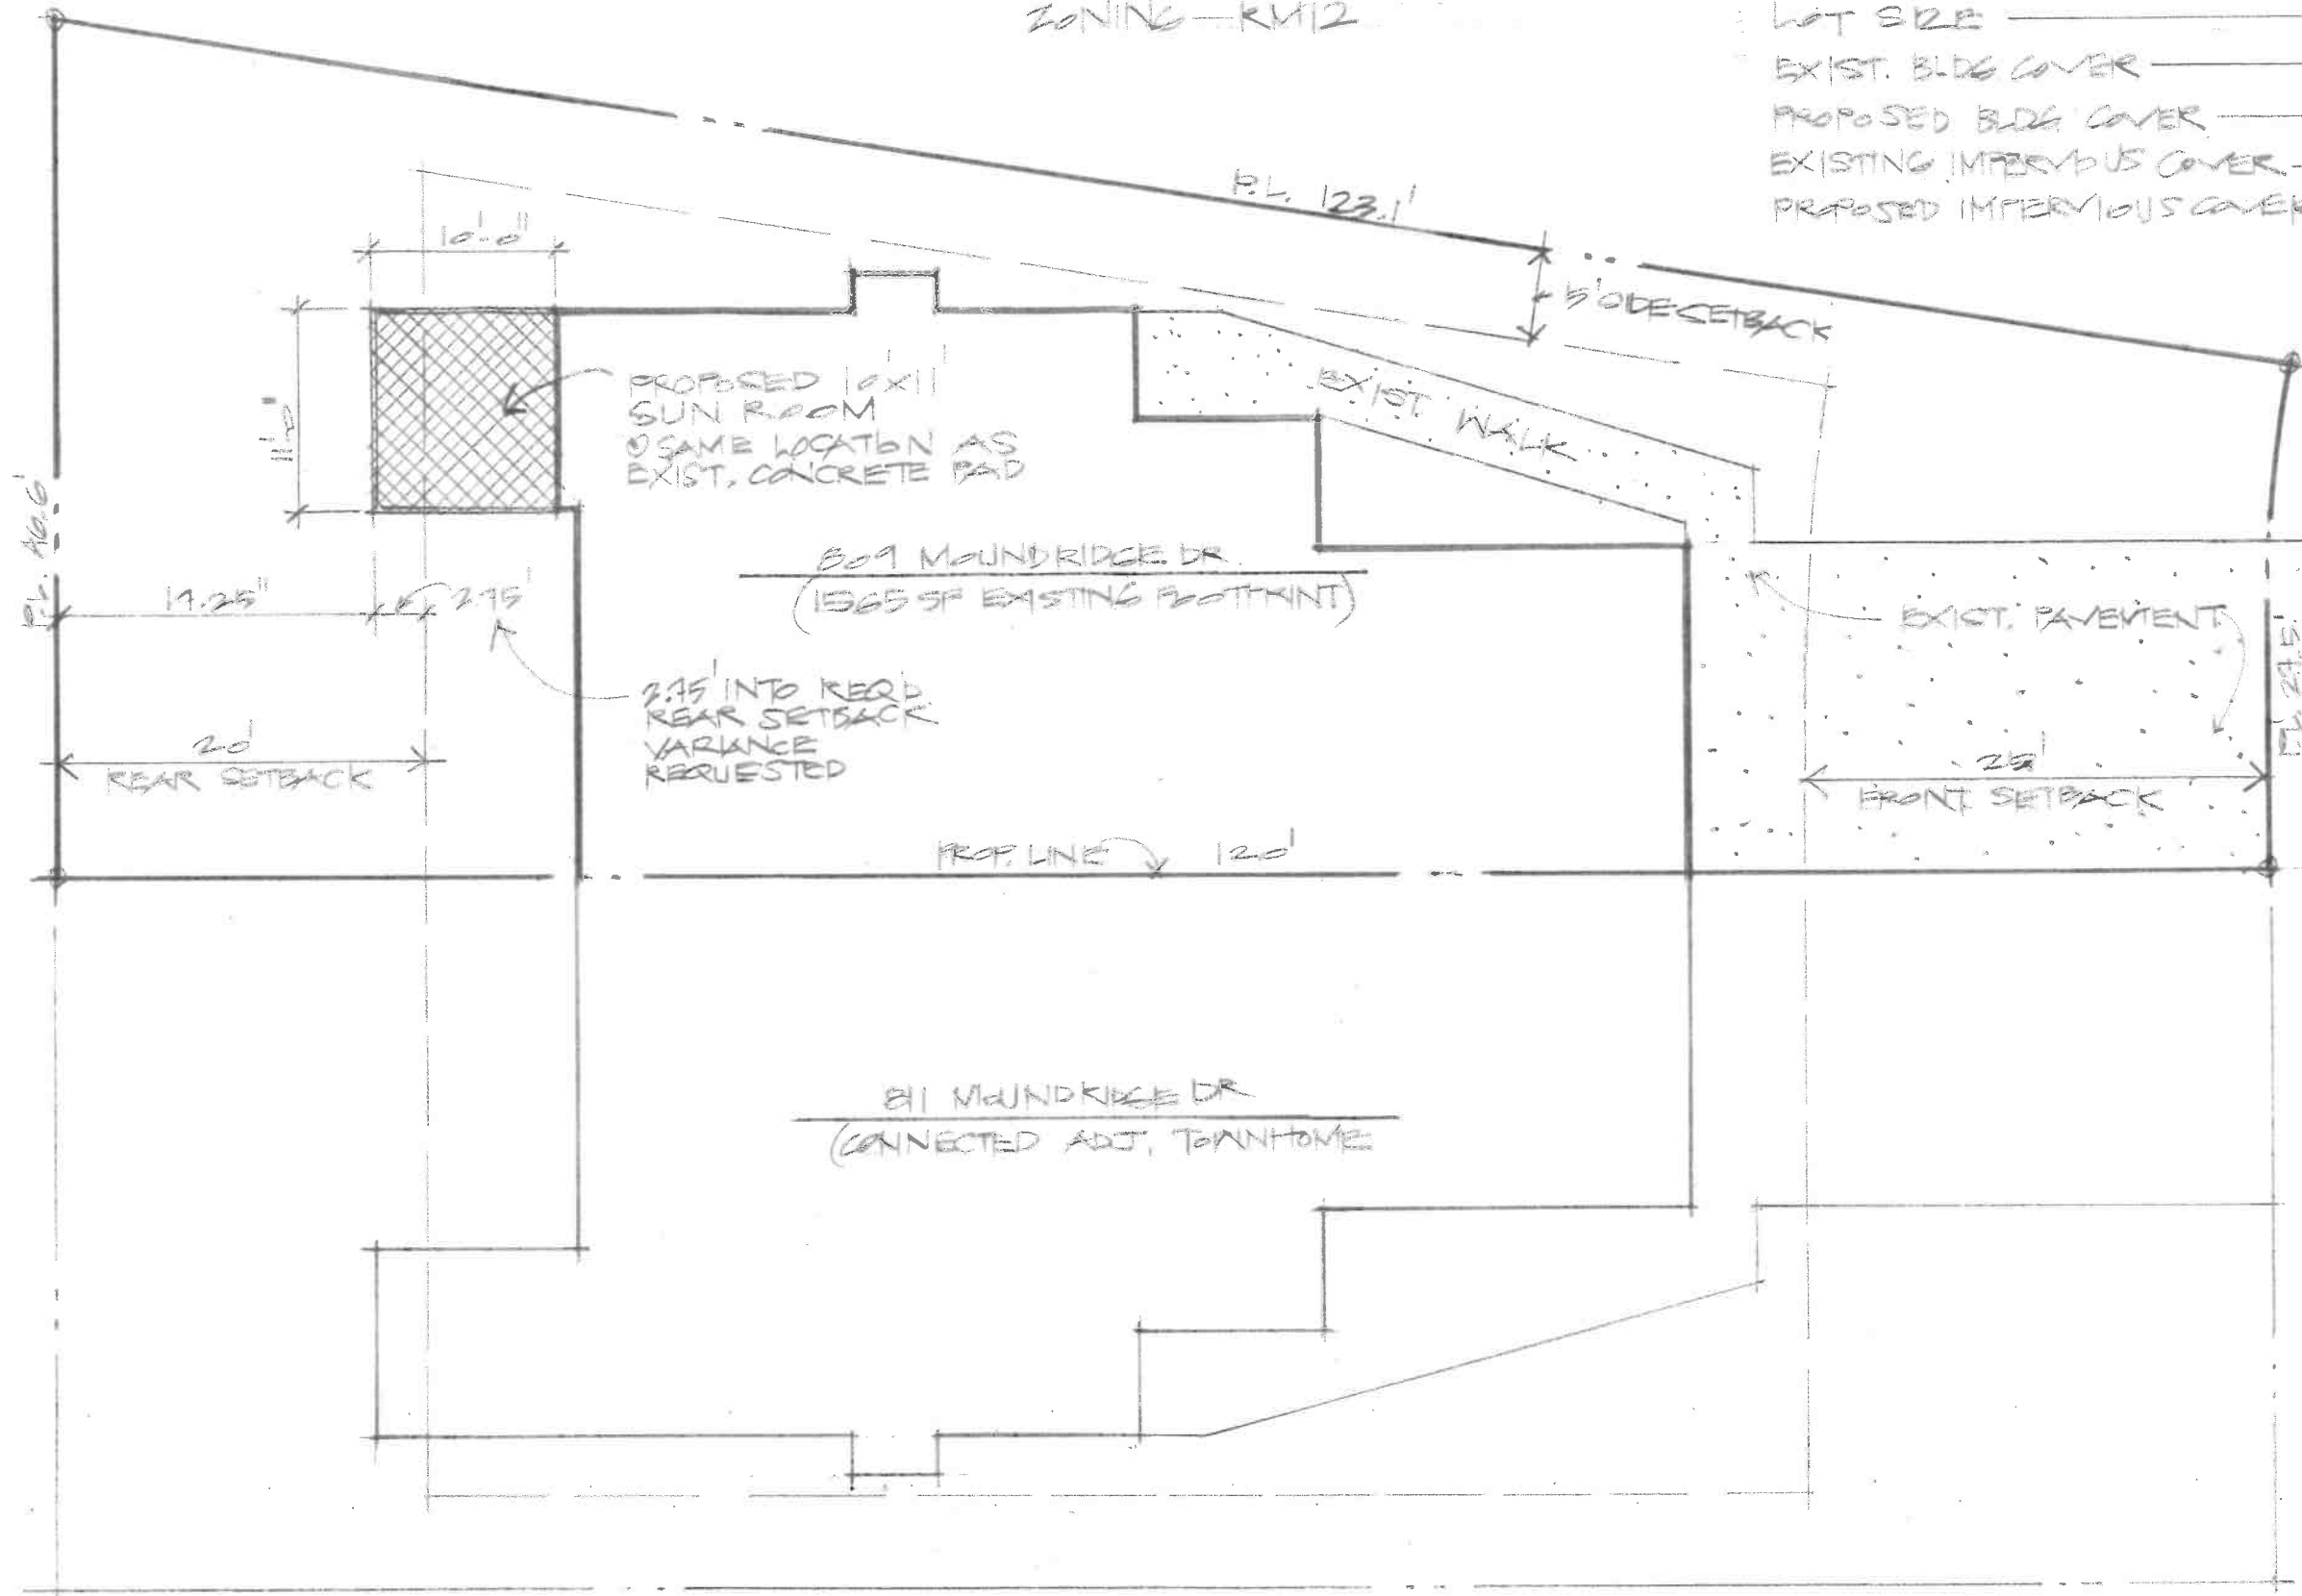 ZONING — RM12
LOT SIZE
EXIST. BLDG COVER
PROPOSED BLDG COVER
EXISTING IMPERVIOUS COVER
PROPOSED IMPERVIOUS COVER
P.L. 123.1'
5' SIDE SETBACK
10'-0"
11'-0"
PROPOSED 10X11'
SUN ROOM
@ SAME LOCATION AS
EXIST. CONCRETE PAD
EXIST. WALK
P.L. 46.6'
809 MOUNDRIDGE DR.
(1565 SF EXISTING FOOTPRINT)
17.25"
2.75'
EXIST. PAVEMENT
2.75' INTO REQ'D
REAR SETBACK
VARIANCE
REQUESTED
20'
REAR SETBACK
25'
FRONT SETBACK
P.L. 27.5'
PROP. LINE
120'
811 MOUNDRIDGE DR
(CONNECTED ADJ. TOWNHOME